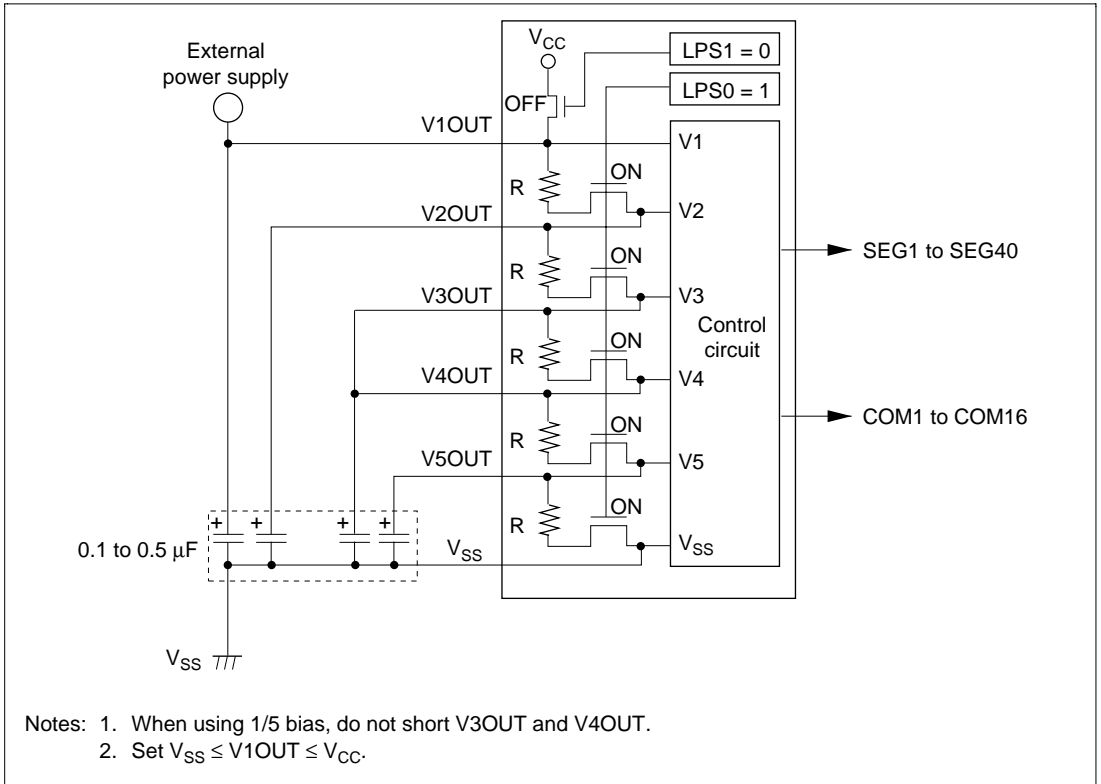 External
power supply
VCC
LPS1 = 0
LPS0 = 1
OFF
V1OUT
V1
ON
R
V2OUT
V2
ON
R
V3OUT
V3
Control
circuit
SEG1 to SEG40
ON
R
V4OUT
V4
COM1 to COM16
ON
R
V5OUT
V5
ON
R
+ + + +
0.1 to 0.5 μF
VSS
VSS
VSS
Notes: 1. When using 1/5 bias, do not short V3OUT and V4OUT.
2. Set VSS ≤ V1OUT ≤ VCC.